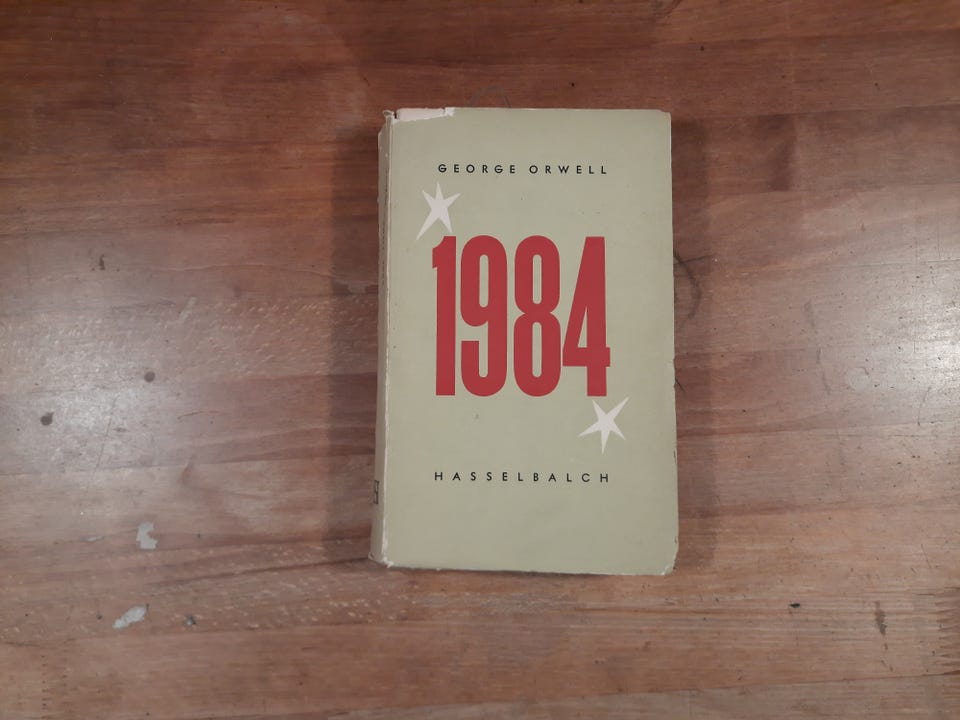 GEORGE ORWELL
1984
HASSELBALCH
H